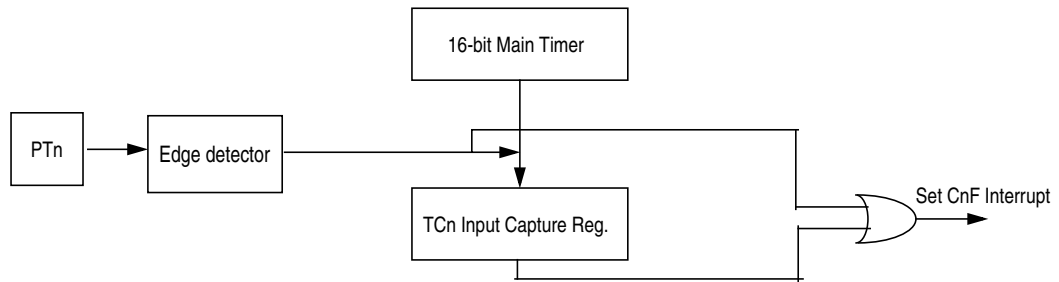 16-bit Main Timer
PTn
Edge detector
TCn Input Capture Reg.
Set CnF Interrupt